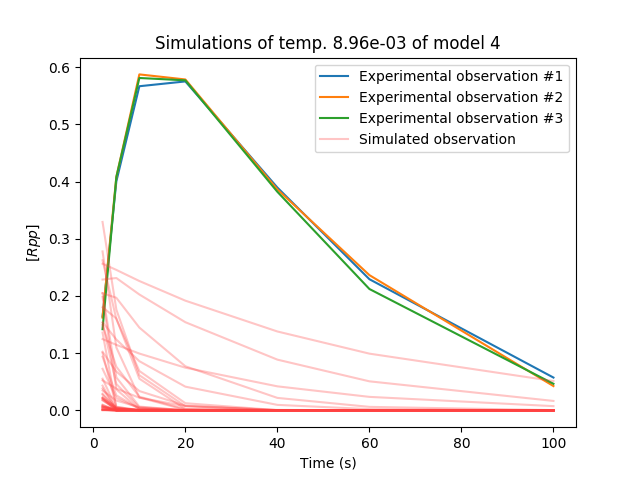 Simulations of temp. 8.96e-03 of model 4
Experimental observation #1
Experimental observation #2
Experimental observation #3
Simulated observation
[Rpp]
0.6
0.5
0.4
0.3
0.2
0.1
0.0
0 20 40 60 80 100
Time (s)